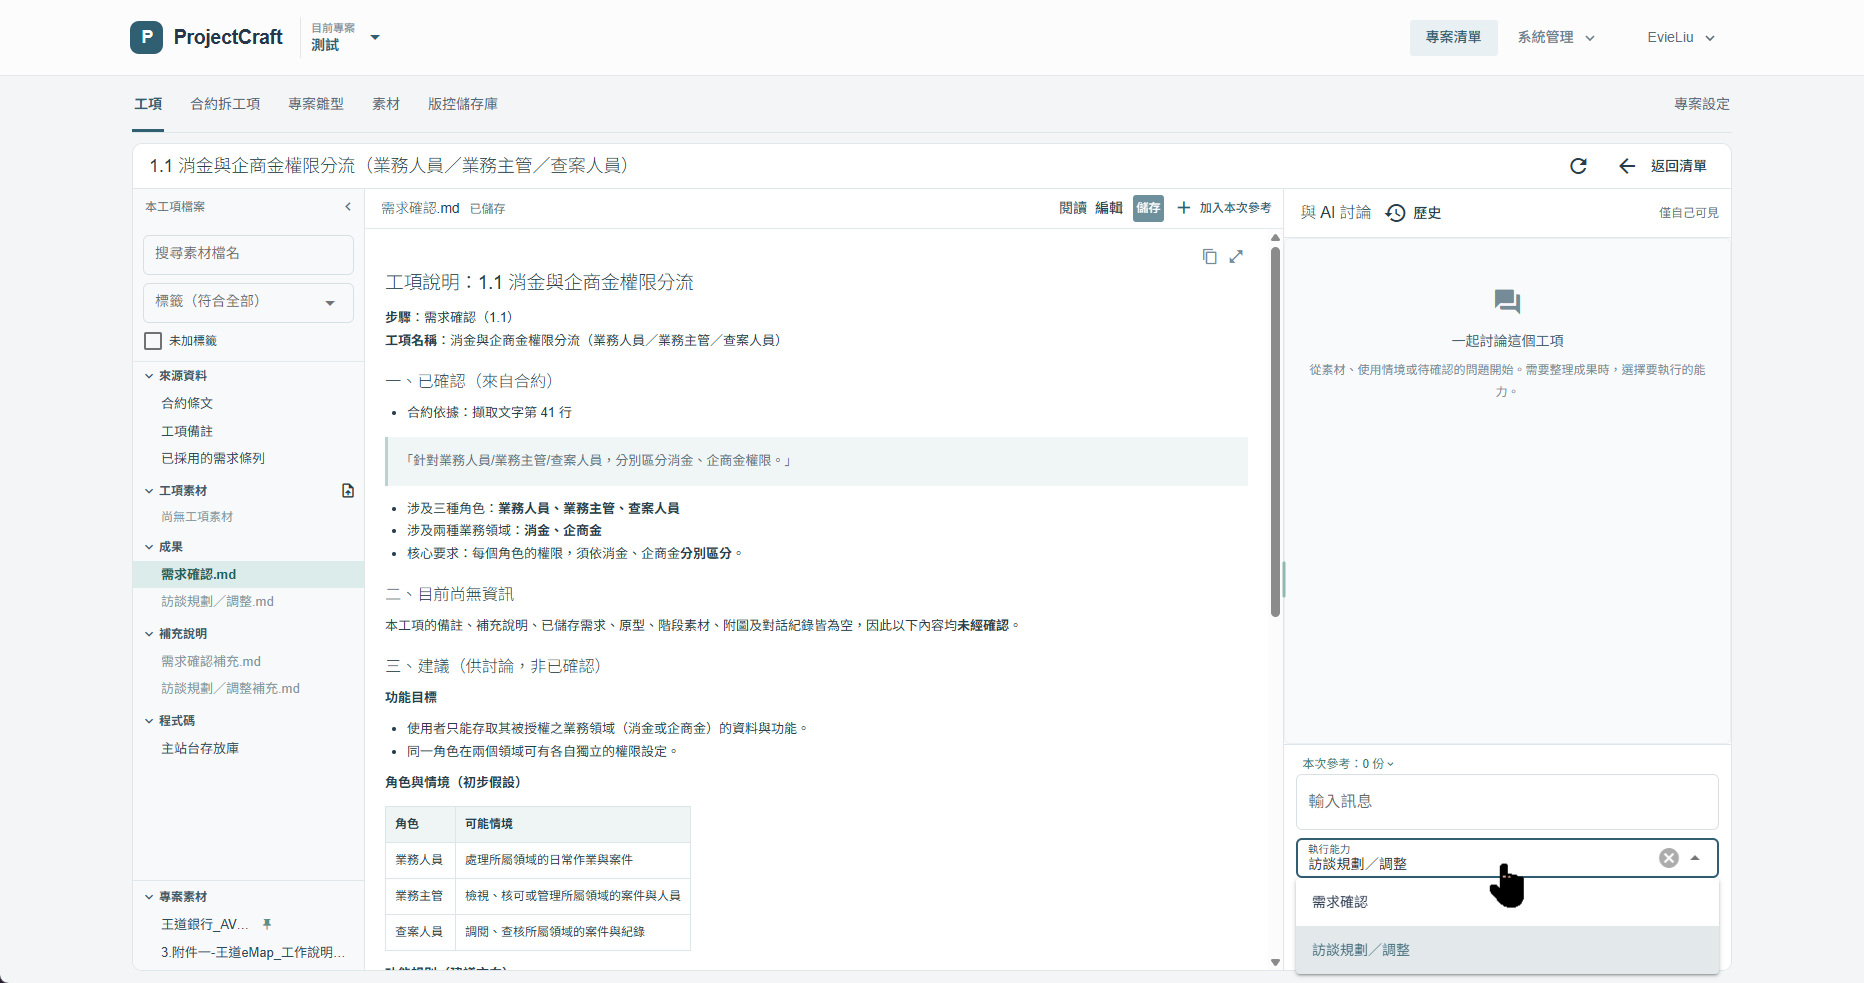 P ProjectCraft
目前專案
測試
專案清單 系統管理 EvieLiu
工項 合約拆工項 專案雛型 素材 版控儲存庫 專案設定
1.1 消金與企商金權限分流（業務人員／業務主管／查案人員）
返回清單
本工項檔案
搜尋素材檔名
標籤（符合全部）
未加標籤
來源資料
合約條文
工項備註
已採用的需求條列
工項素材
尚無工項素材
成果
需求確認.md
訪談規劃／調整.md
補充說明
需求確認補充.md
訪談規劃／調整補充.md
程式碼
主站台存放庫
專案素材
王道銀行_AV...
3.附件一-王道eMap_工作說明...
需求確認.md 已儲存
閱讀 編輯 儲存 加入本次參考
工項說明：1.1 消金與企商金權限分流
步驟：需求確認（1.1）
工項名稱：消金與企商金權限分流（業務人員／業務主管／查案人員）
一、已確認（來自合約）
• 合約依據：擷取文字第 41 行
「針對業務人員/業務主管/查案人員，分別區分消金、企商金權限。」
• 涉及三種角色：業務人員、業務主管、查案人員
• 涉及兩種業務領域：消金、企商金
• 核心要求：每個角色的權限，須依消金、企商金分別區分。
二、目前尚無資訊
本工項的備註、補充說明、已儲存需求、原型、階段素材、附圖及對話紀錄皆為空，因此以下內容均未經確認。
三、建議（供討論，非已確認）
功能目標
• 使用者只能存取其被授權之業務領域（消金或企商金）的資料與功能。
• 同一角色在兩個領域可有各自獨立的權限設定。
角色與情境（初步假設）
角色 可能情境
業務人員 處理所屬領域的日常作業與案件
業務主管 檢視、核可或管理所屬領域的案件與人員
查案人員 調閱、查核所屬領域的案件與紀錄
與 AI 討論 歷史 僅自己可見
一起討論這個工項
從素材、使用情境或待確認的問題開始。需要整理成果時，選擇要執行的能
力。
本次參考：0 份
輸入訊息
執行能力
訪談規劃／調整
需求確認
訪談規劃／調整